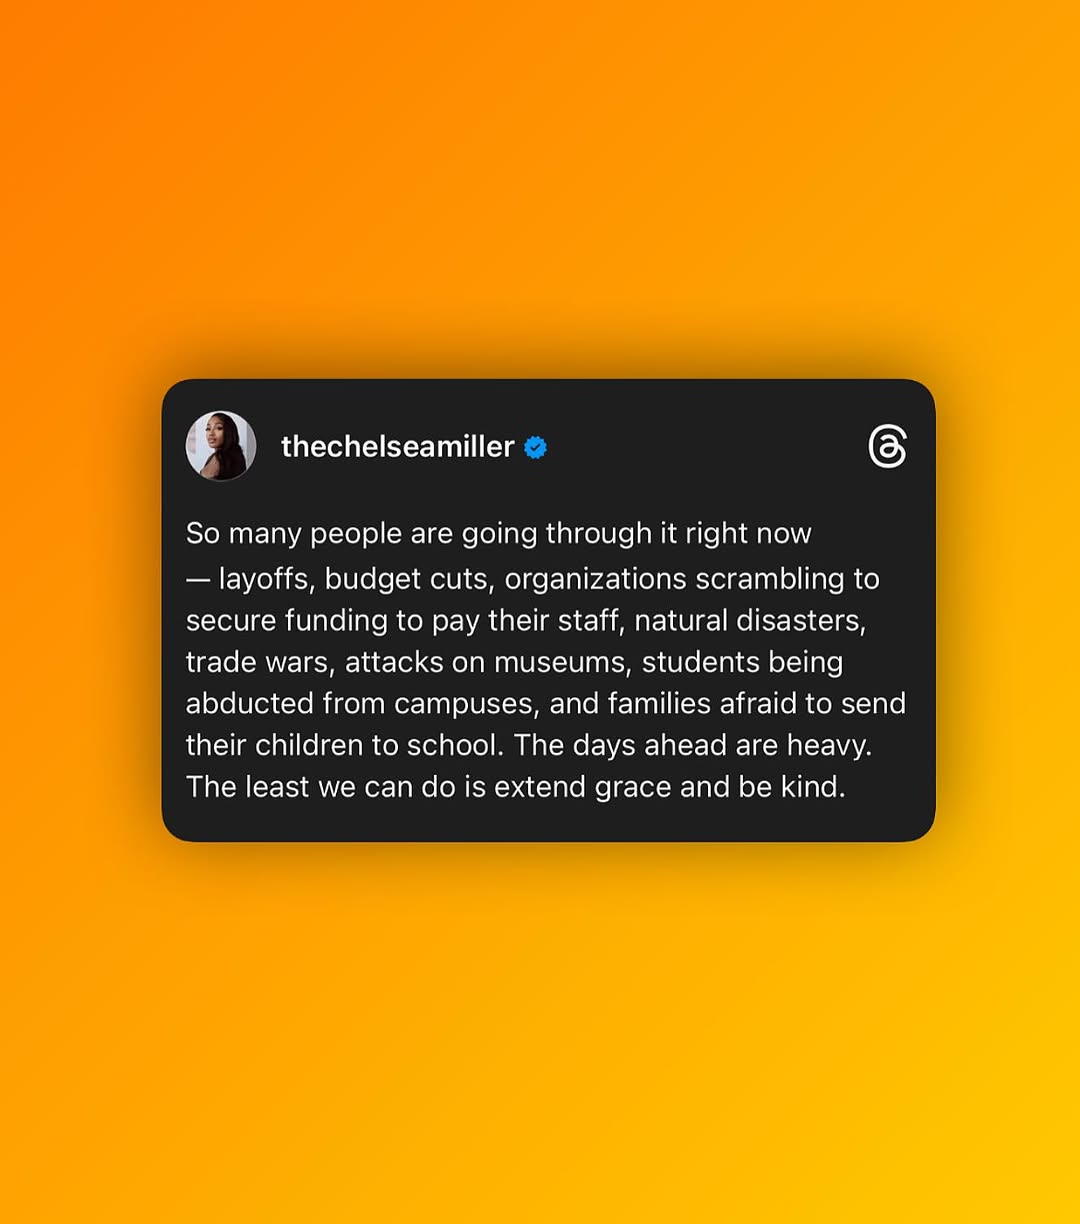 thechelseamiller
So many people are going through it right now
— layoffs, budget cuts, organizations scrambling to
secure funding to pay their staff, natural disasters,
trade wars, attacks on museums, students being
abducted from campuses, and families afraid to send
their children to school. The days ahead are heavy.
The least we can do is extend grace and be kind.